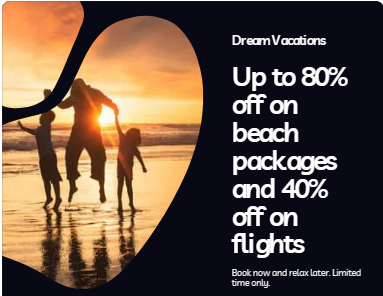 Dream Vacations
Up to 80%
off on
beach
packages
and 40%
off on
flights
Book now and relax later. Limited
time only.